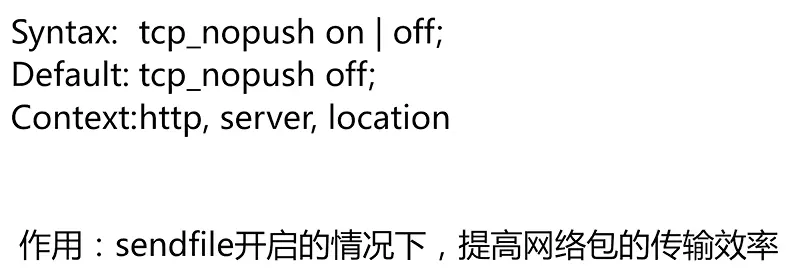 Syntax:  tcp_nopush on | off;
Default: tcp_nopush off;
Context:http, server, location
作用：sendfile开启的情况下，提高网络包的传输效率